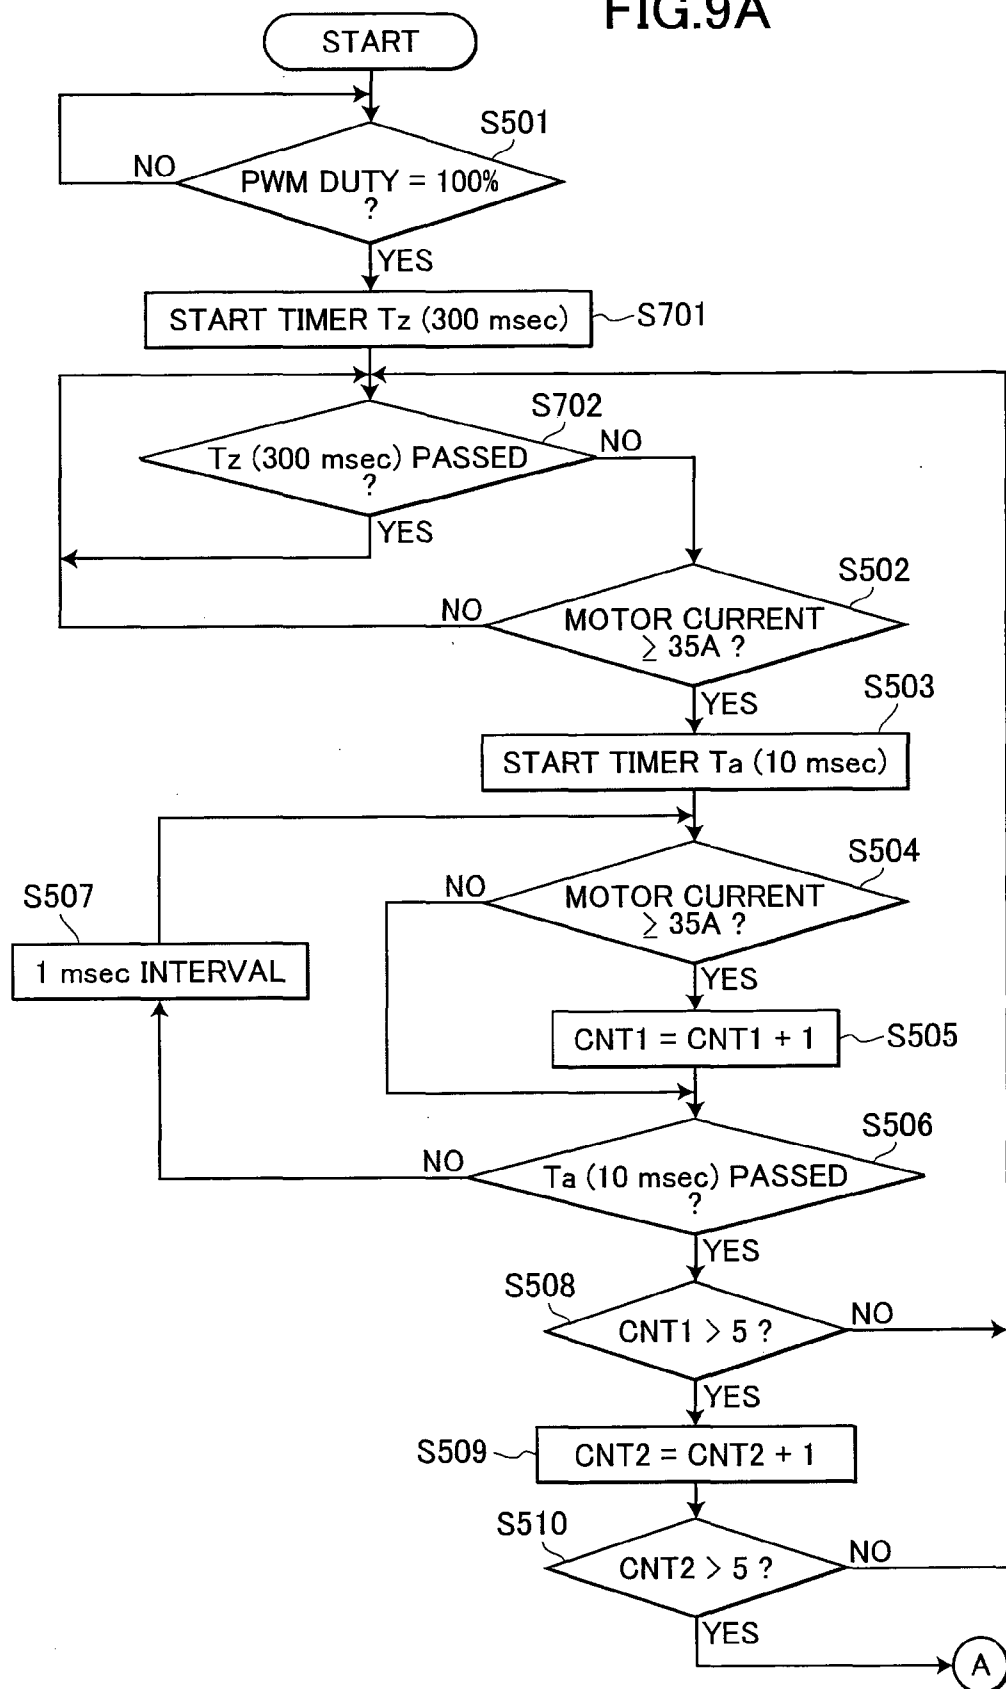 FIG.9A
START
S501
NO
PWM DUTY = 100%
?
YES
START TIMER Tz (300 msec)
S701
S702
NO
Tz (300 msec) PASSED
?
YES
S502
NO
MOTOR CURRENT
≥ 35A ?
YES
S503
START TIMER Ta (10 msec)
S504
NO
MOTOR CURRENT
≥ 35A ?
S507
1 msec INTERVAL
YES
CNT1 = CNT1 + 1
S505
S506
NO
Ta (10 msec) PASSED
?
YES
S508
CNT1 > 5 ?
NO
YES
S509
CNT2 = CNT2 + 1
S510
CNT2 > 5 ?
NO
YES
A